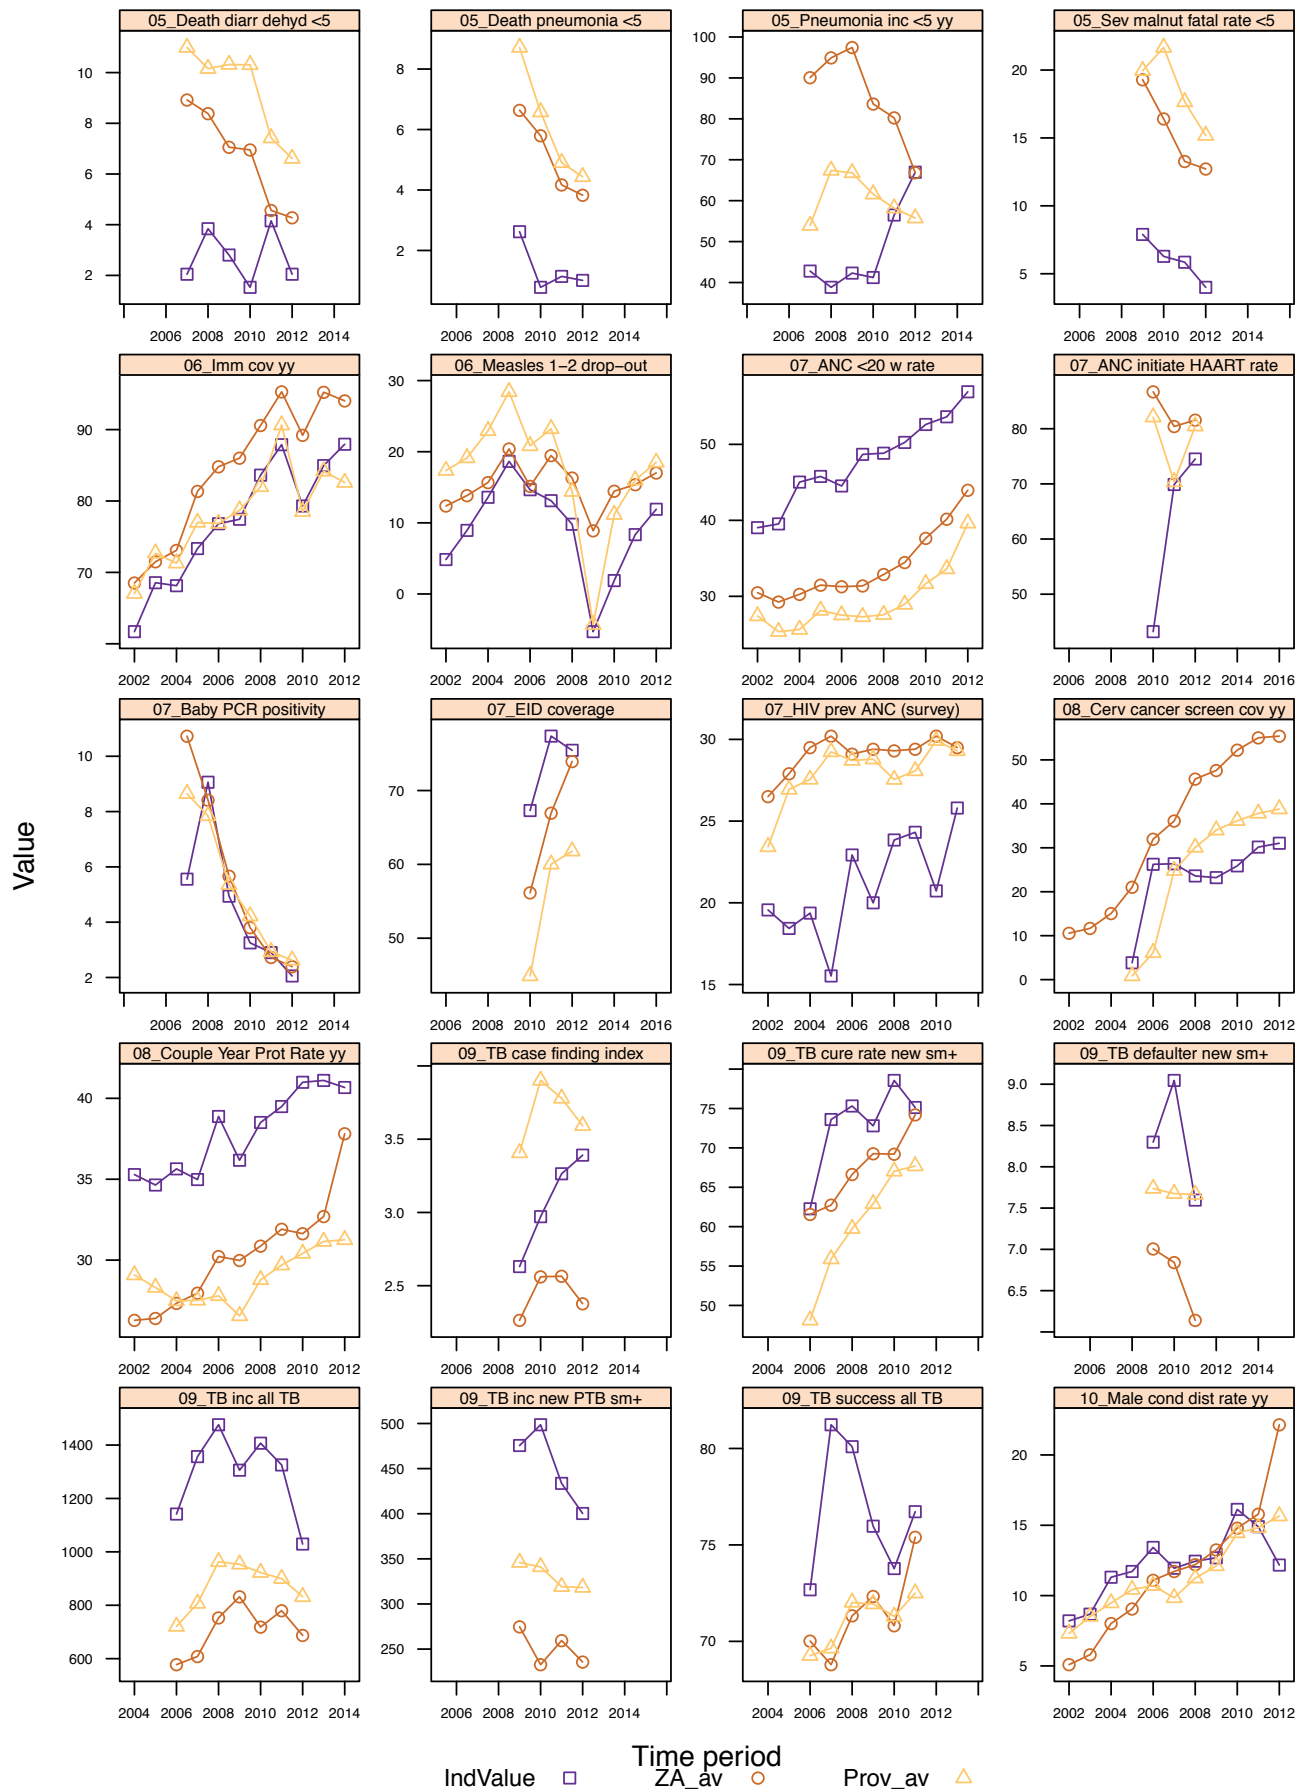 05_Death diarr dehyd <5
05_Death pneumonia <5
05_Pneumonia inc <5 yy
05_Sev malnut fatal rate <5
10
8
6
4
2
8
6
4
2
100
90
80
70
60
50
40
20
15
10
5
2006 2008 2010 2012 2014
2006 2008 2010 2012 2014
2006 2008 2010 2012 2014
2006 2008 2010 2012 2014
06_Imm cov yy
06_Measles 1−2 drop−out
07_ANC <20 w rate
07_ANC initiate HAART rate
90
80
70
30
20
10
0
50
40
30
80
70
60
50
2002 2004 2006 2008 2010 2012
2002 2004 2006 2008 2010 2012
2002 2004 2006 2008 2010 2012
2006 2008 2010 2012 2014 2016
07_Baby PCR positivity
07_EID coverage
07_HIV prev ANC (survey)
08_Cerv cancer screen cov yy
10
8
6
4
2
70
60
50
30
25
20
15
50
40
30
20
10
0
Value
2006 2008 2010 2012 2014
2006 2008 2010 2012 2014 2016
2002 2004 2006 2008 2010
2002 2004 2006 2008 2010 2012
08_Couple Year Prot Rate yy
09_TB case finding index
09_TB cure rate new sm+
09_TB defaulter new sm+
40
35
30
3.5
3.0
2.5
75
70
65
60
55
50
9.0
8.5
8.0
7.5
7.0
6.5
2002 2004 2006 2008 2010 2012
2006 2008 2010 2012 2014
2004 2006 2008 2010 2012
2006 2008 2010 2012 2014
09_TB inc all TB
09_TB inc new PTB sm+
09_TB success all TB
10_Male cond dist rate yy
1400
1200
1000
800
600
500
450
400
350
300
250
80
75
70
20
15
10
5
2004 2006 2008 2010 2012 2014
2006 2008 2010 2012 2014
2004 2006 2008 2010 2012
2002 2004 2006 2008 2010 2012
Time period
IndValue ZA_av Prov_av